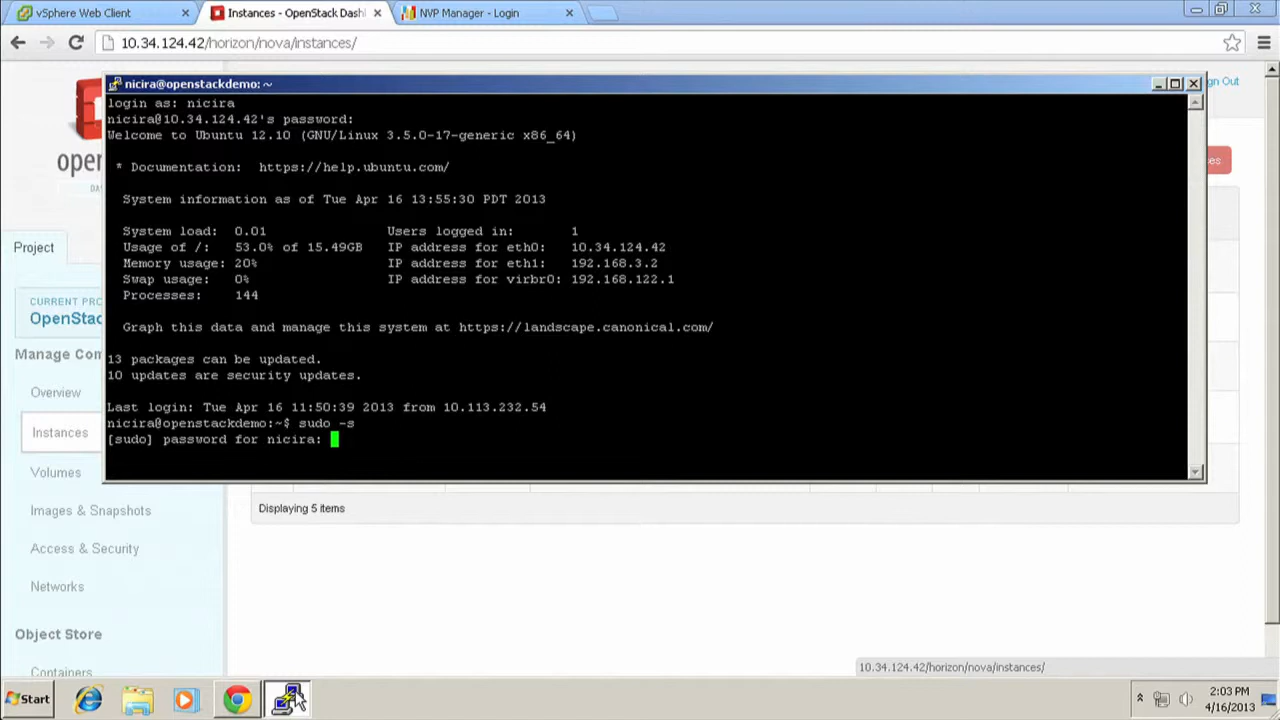 vSphere Web Client
Instances - OpenStack Dash
NVP Manager - Login
10.34.124.42/horizon/nova/instances/
Sign Out
nicira@openstackdemo: ~
login as: nicira
nicira@10.34.124.42's password:
Welcome to Ubuntu 12.10 (GNU/Linux 3.5.0-17-generic x86_64)
* Documentation: https://help.ubuntu.com/
System information as of Tue Apr 16 13:55:30 PDT 2013
System load: 0.01 Users logged in: 1
Usage of /: 53.0% of 15.49GB IP address for eth0: 10.34.124.42
Memory usage: 20% IP address for eth1: 192.168.3.2
Swap usage: 0% IP address for virbr0: 192.168.122.1
Processes: 144
Graph this data and manage this system at https://landscape.canonical.com/
13 packages can be updated.
10 updates are security updates.
Last login: Tue Apr 16 11:50:39 2013 from 10.113.232.54
nicira@openstackdemo:~$ sudo -s
[sudo] password for nicira:
open
Project
CURRENT PRO
OpenStac
Manage Com
Overview
Instances
Volumes
Images & Snapshots
Access & Security
Networks
Object Store
Containers
Displaying 5 items
10.34.124.42/horizon/nova/instances/
Start
2:03 PM
4/16/2013